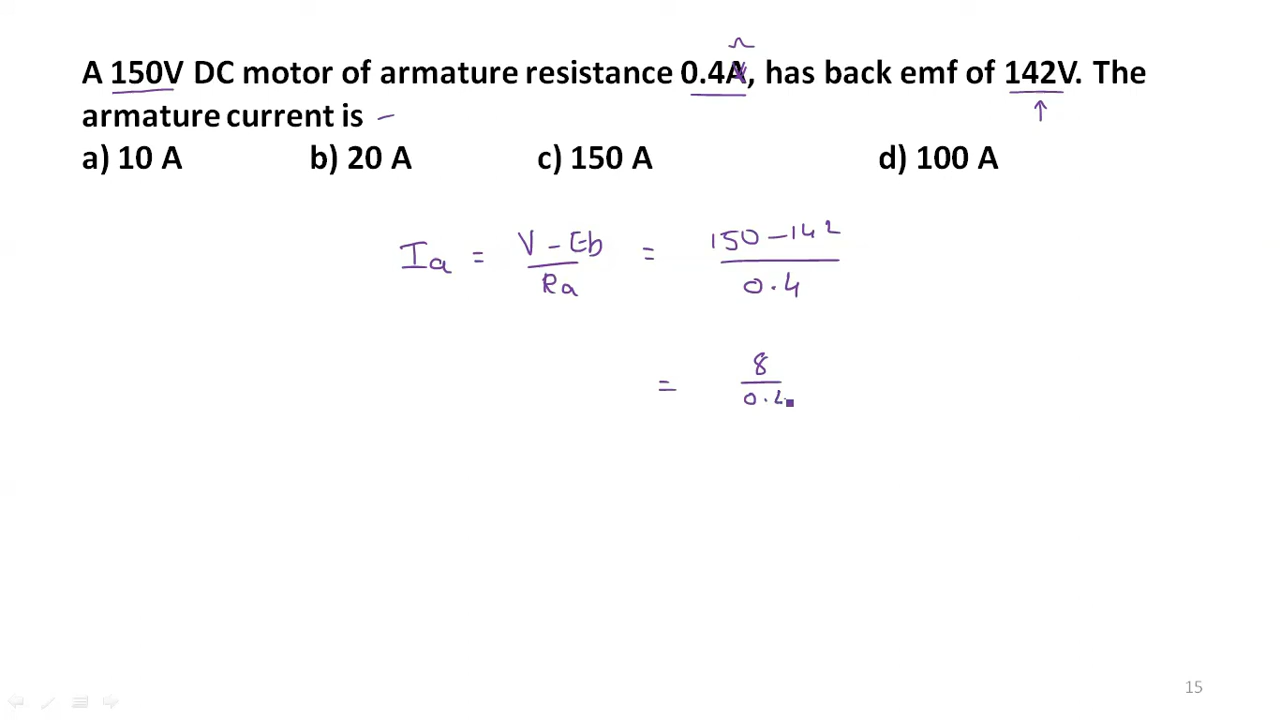 A 150V DC motor of armature resistance 0.4A, has back emf of 142V. The
armature current is
a) 10 A b) 20 A c) 150 A d) 100 A
Ia = V - Eb / Ra = 150 - 142 / 0.4
= 8 / 0.4
15